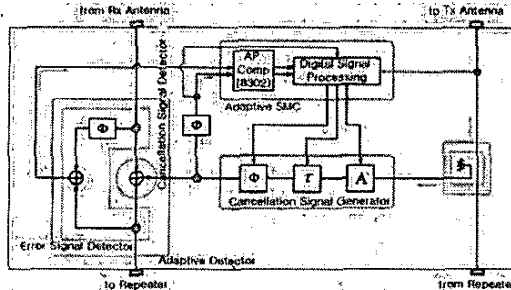 from Rx Antenna
to Tx Antenna
AP
Comp
(8302)
Digital Signal
Processing
Adaptive SMC
Cancellation Signal Detector
Φ
Φ
Φ
τ
A
Cancellation Signal Generator
Error Signal Detector
Adaptive Detector
to Repeater
from Repeater